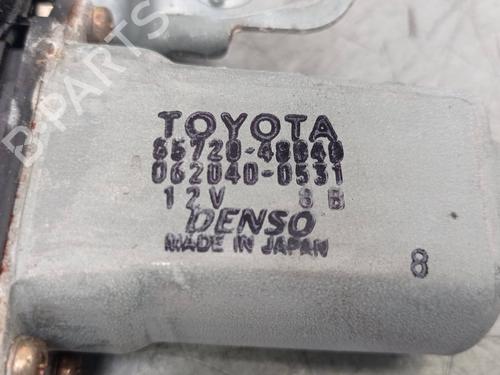 TOYOTA
85720-48040
062040-0531
12V 8B
DENSO
MADE IN JAPAN
8
B-PARTS